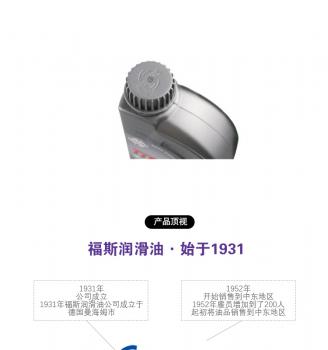 产品顶视
福斯润滑油·始于1931
1931年
公司成立
1931年福斯润滑油公司成立于
德国曼海姆市
1952年
开始销售到中东地区
1952年雇员增加到了200人
起初将油品销售到中东地区